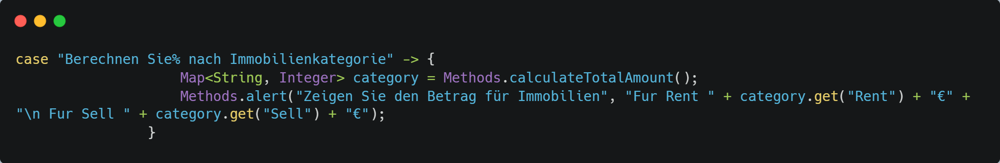 case "Berechnen Sie% nach Immobilienkategorie" -> {
                    Map<String, Integer> category = Methods.calculateTotalAmount();
                    Methods.alert("Zeigen Sie den Betrag für Immobilien", "Fur Rent " + category.get("Rent") + "€" +
"\n Fur Sell " + category.get("Sell") + "€");
                }